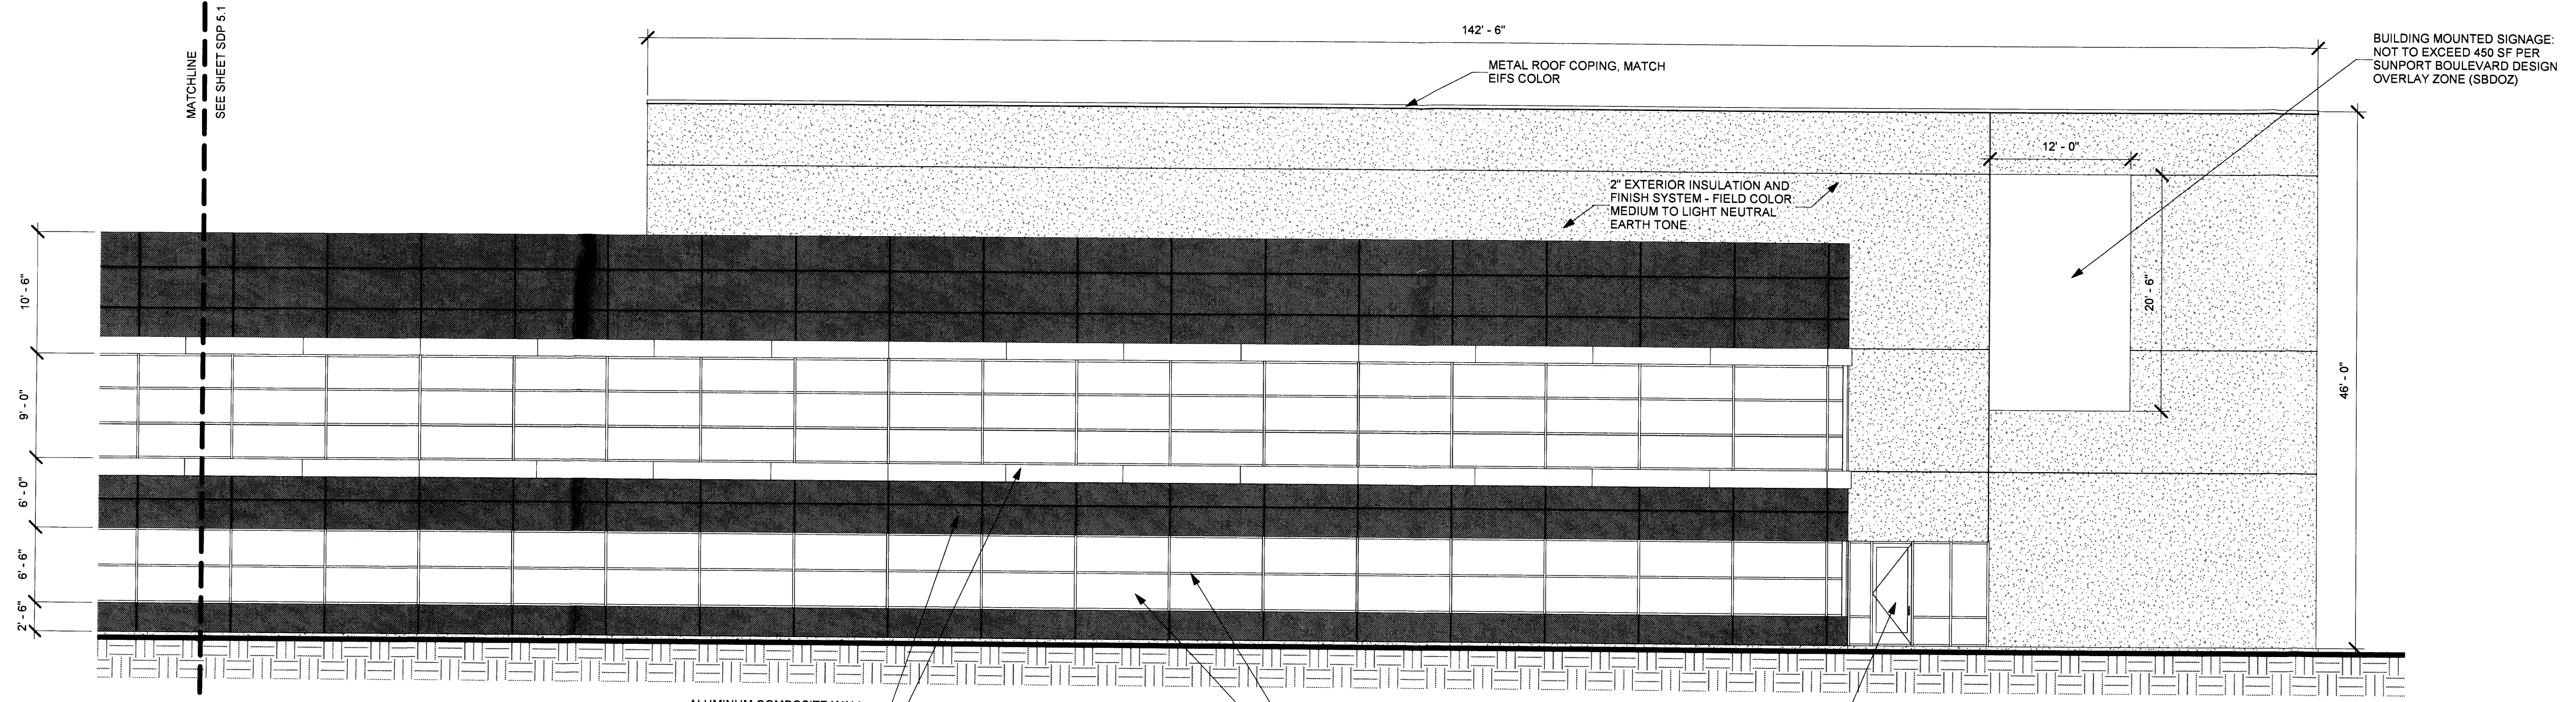 MATCHLINE
SEE SHEET SDP 5.1
142' - 6"
METAL ROOF COPING, MATCH
EIFS COLOR
BUILDING MOUNTED SIGNAGE:
NOT TO EXCEED 450 SF PER
SUNPORT BOULEVARD DESIGN
OVERLAY ZONE (SBDOZ)
12' - 0"
2" EXTERIOR INSULATION AND
FINISH SYSTEM - FIELD COLOR
MEDIUM TO LIGHT NEUTRAL
EARTH TONE
20' - 6"
46' - 0"
10' - 6"
9' - 0"
6' - 0"
6' - 6"
2' - 6"
ALUMINUM COMPOSITE WALL